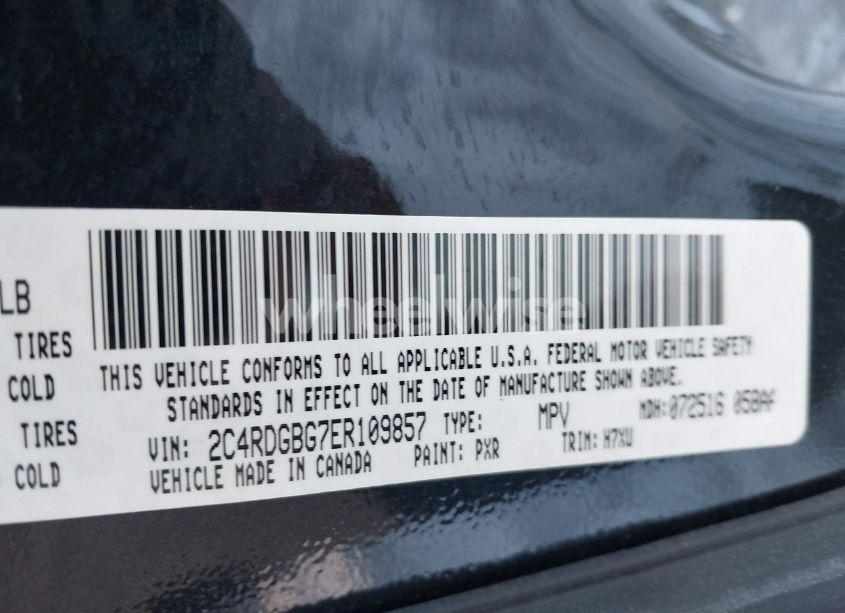 LB
TIRES
COLD
TIRES
COLD
wheelwise
THIS VEHICLE CONFORMS TO ALL APPLICABLE U.S.A. FEDERAL MOTOR VEHICLE SAFETY
STANDARDS IN EFFECT ON THE DATE OF MANUFACTURE SHOWN ABOVE.
VIN: 2C4RDGBG7ER109857 TYPE: MPV MDH: 072516 058AF
VEHICLE MADE IN CANADA PAINT: PXR TRIM: H7XU